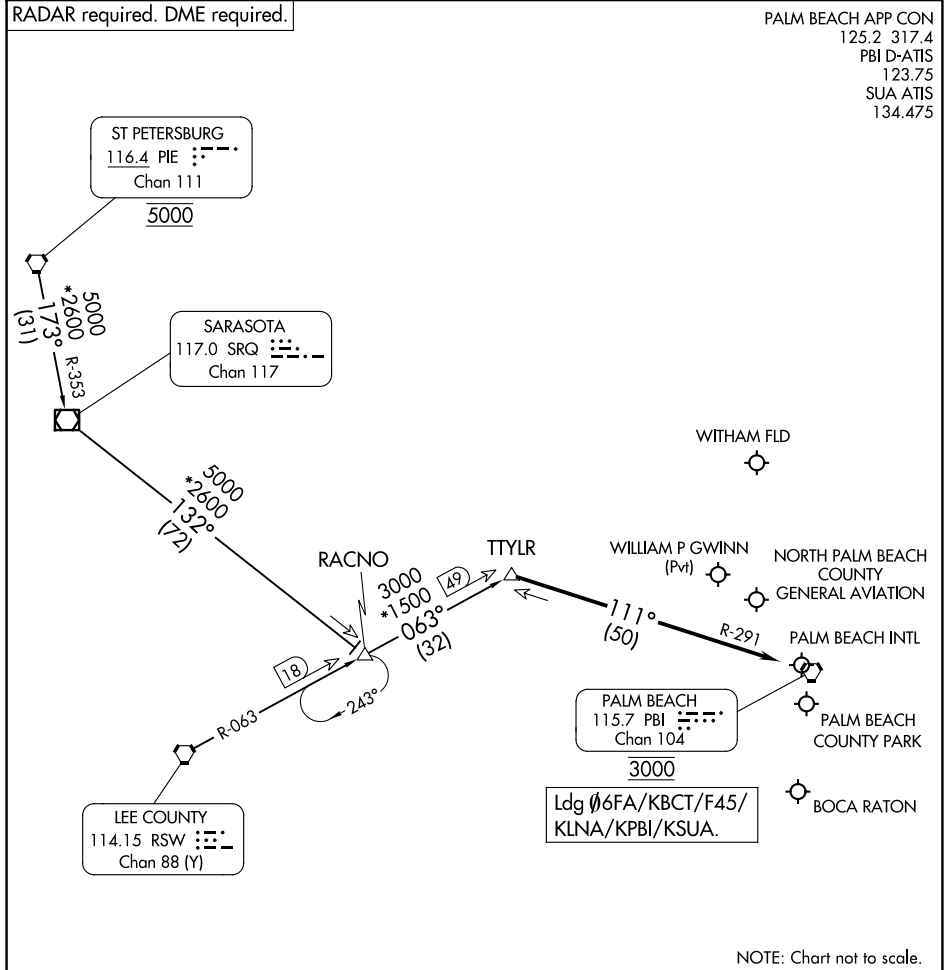 RADAR required. DME required.
PALM BEACH APP CON
125.2 317.4
PBI D-ATIS
123.75
SUA ATIS
134.475
ST PETERSBURG
116.4 PIE
Chan 111
5000
5000
*2600
173°
(31)
R-353
SARASOTA
117.0 SRQ
Chan 117
5000
*2600
132°
(72)
WITHAM FLD
RACNO
TTYLR
WILLIAM P GWINN
(Pvt)
NORTH PALM BEACH
COUNTY
GENERAL AVIATION
3000
*1500
063°
(32)
49
111°
(50)
R-291
PALM BEACH INTL
18
243°
R-063
PALM BEACH
115.7 PBI
Chan 104
3000
PALM BEACH
COUNTY PARK
Ldg Ø6FA/KBCT/F45/
KLNA/KPBI/KSUA.
BOCA RATON
LEE COUNTY
114.15 RSW
Chan 88 (Y)
NOTE: Chart not to scale.